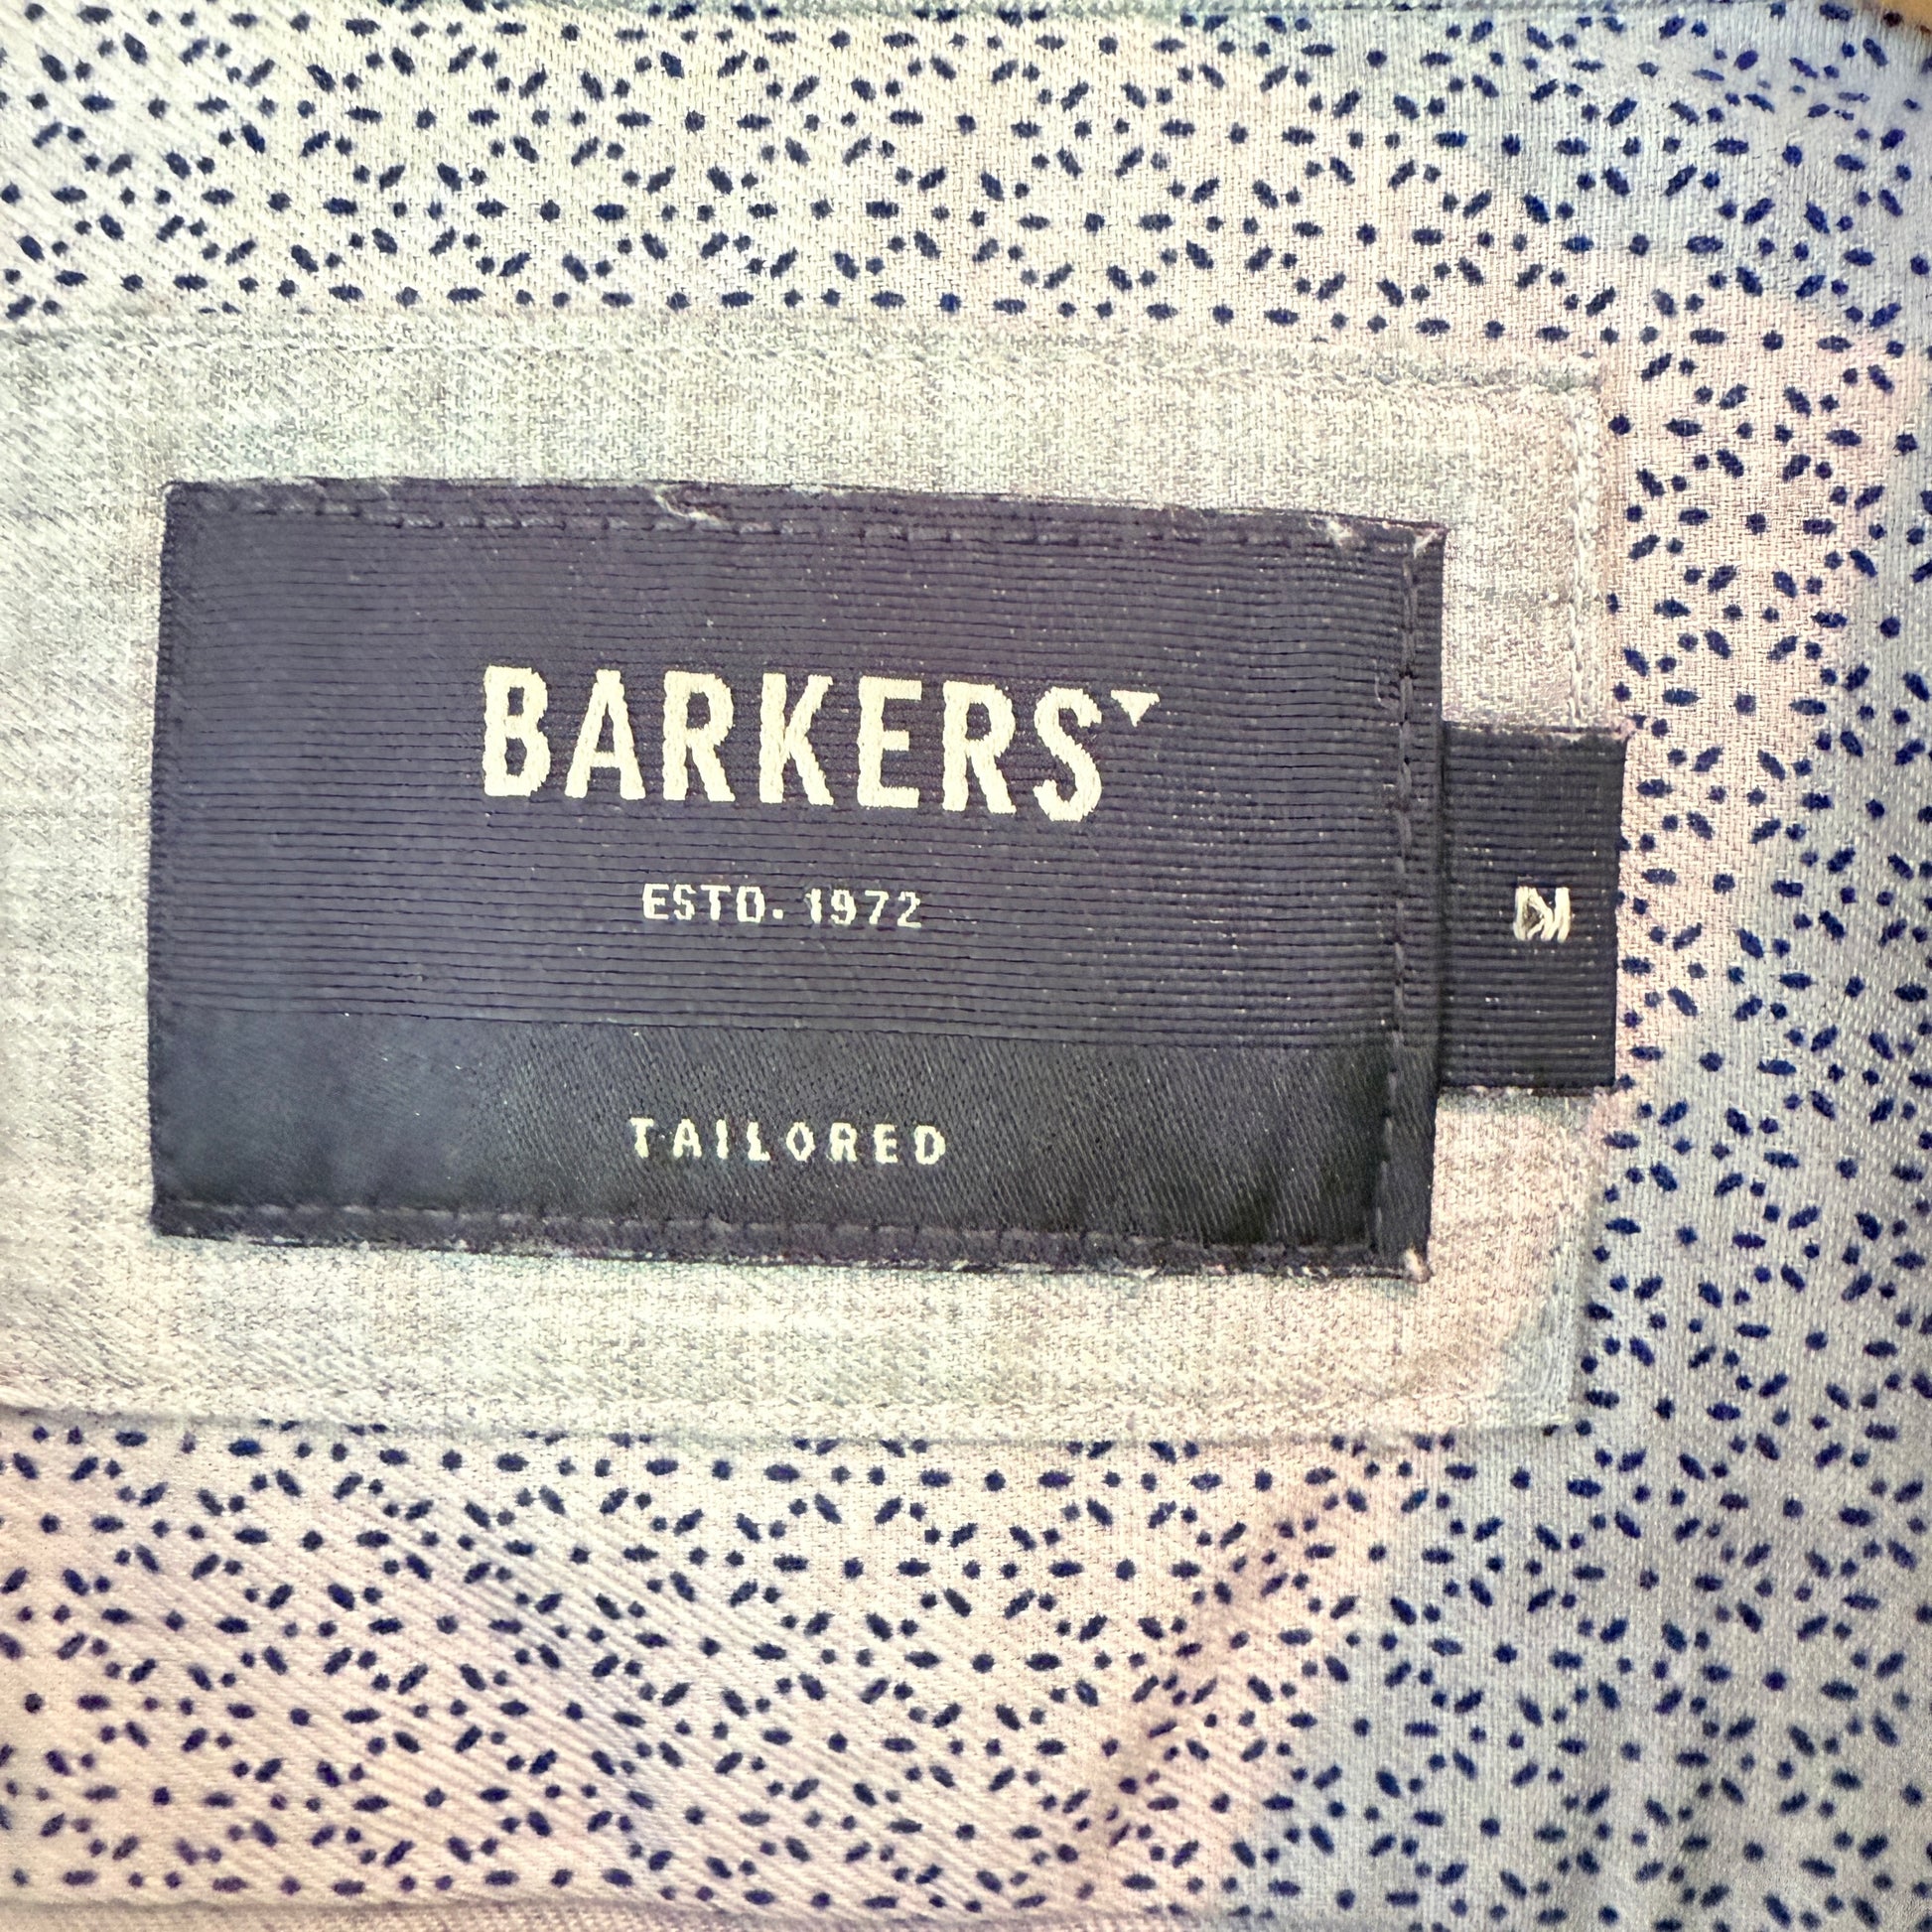 BARKERS
ESTD. 1972
TAILORED
M